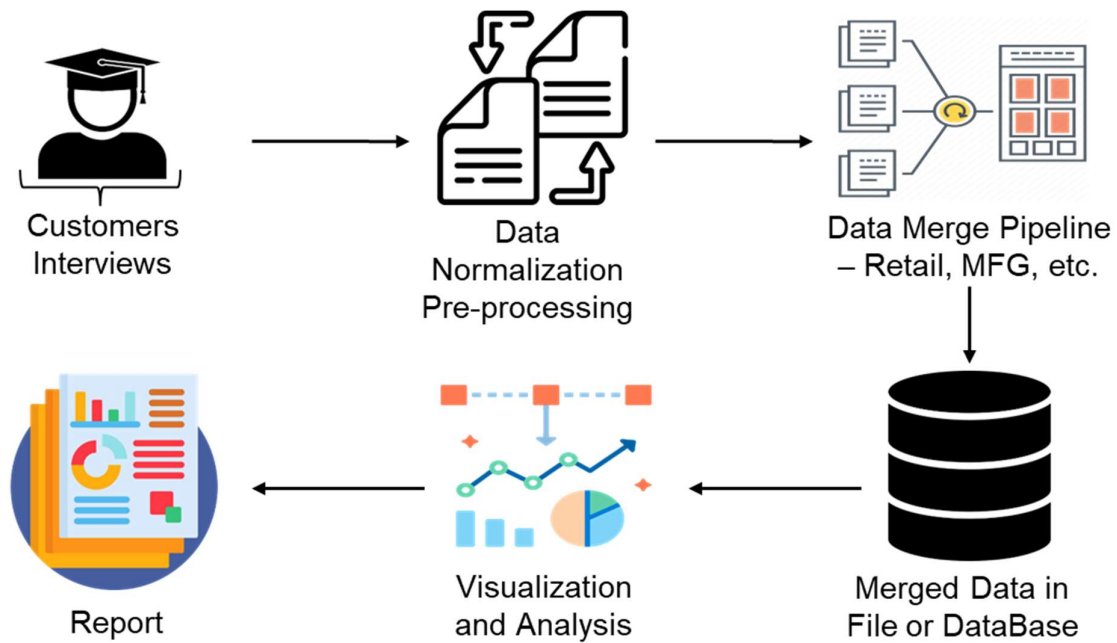 Customers
Interviews
Data
Normalization
Pre-processing
Data Merge Pipeline
– Retail, MFG, etc.
Merged Data in
File or DataBase
Visualization
and Analysis
Report